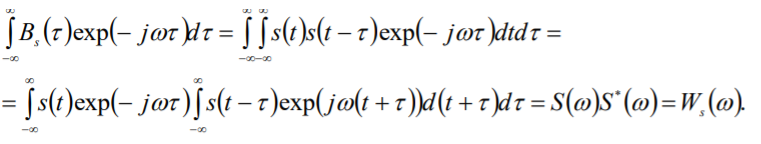 ∫_{-∞}^{∞} B_s(τ)exp(− jωτ)dτ = ∫_{-∞}^{∞} ∫_{-∞}^{∞} s(t)s(t − τ)exp(− jωτ)dtdτ =
= ∫_{-∞}^{∞} s(t)exp(− jωτ) ∫_{-∞}^{∞} s(t − τ)exp(jω(t + τ))d(t + τ)dτ = S(ω)S*(ω) = W_s(ω).